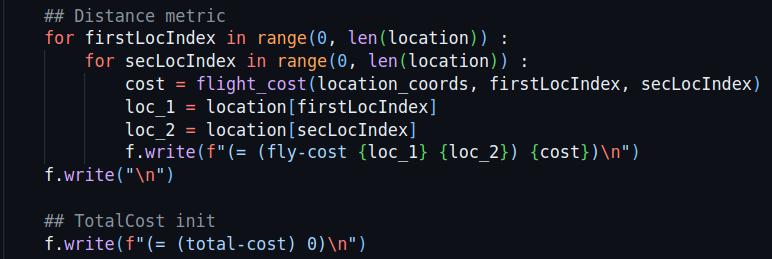 ## Distance metric
for firstLocIndex in range(0, len(location)) :
for secLocIndex in range(0, len(location)) :
cost = flight_cost(location_coords, firstLocIndex, secLocIndex)
loc_1 = location[firstLocIndex]
loc_2 = location[secLocIndex]
f.write(f"(= (fly-cost {loc_1} {loc_2}) {cost})\n")
f.write("\n")
## TotalCost init
f.write(f"(= (total-cost) 0)\n")